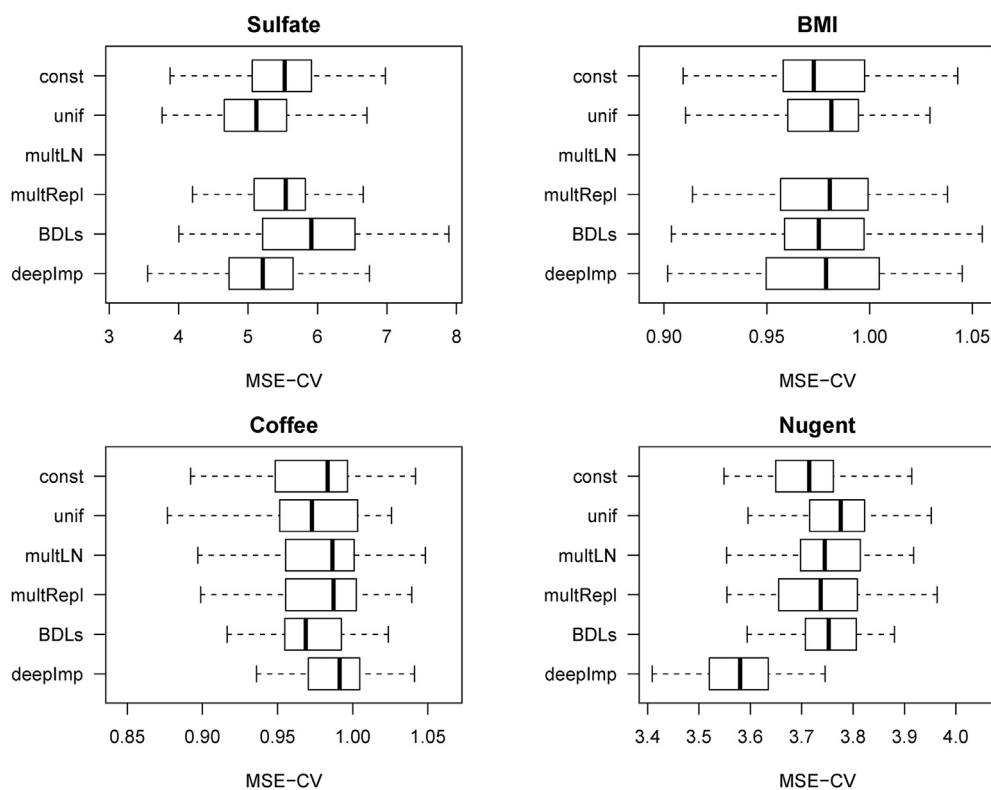 Sulfate
const
unif
multLN
multRepl
BDLs
deepImp
3 4 5 6 7 8
MSE−CV
BMI
const
unif
multLN
multRepl
BDLs
deepImp
0.90 0.95 1.00 1.05
MSE−CV
Coffee
const
unif
multLN
multRepl
BDLs
deepImp
0.85 0.90 0.95 1.00 1.05
MSE−CV
Nugent
const
unif
multLN
multRepl
BDLs
deepImp
3.4 3.5 3.6 3.7 3.8 3.9 4.0
MSE−CV